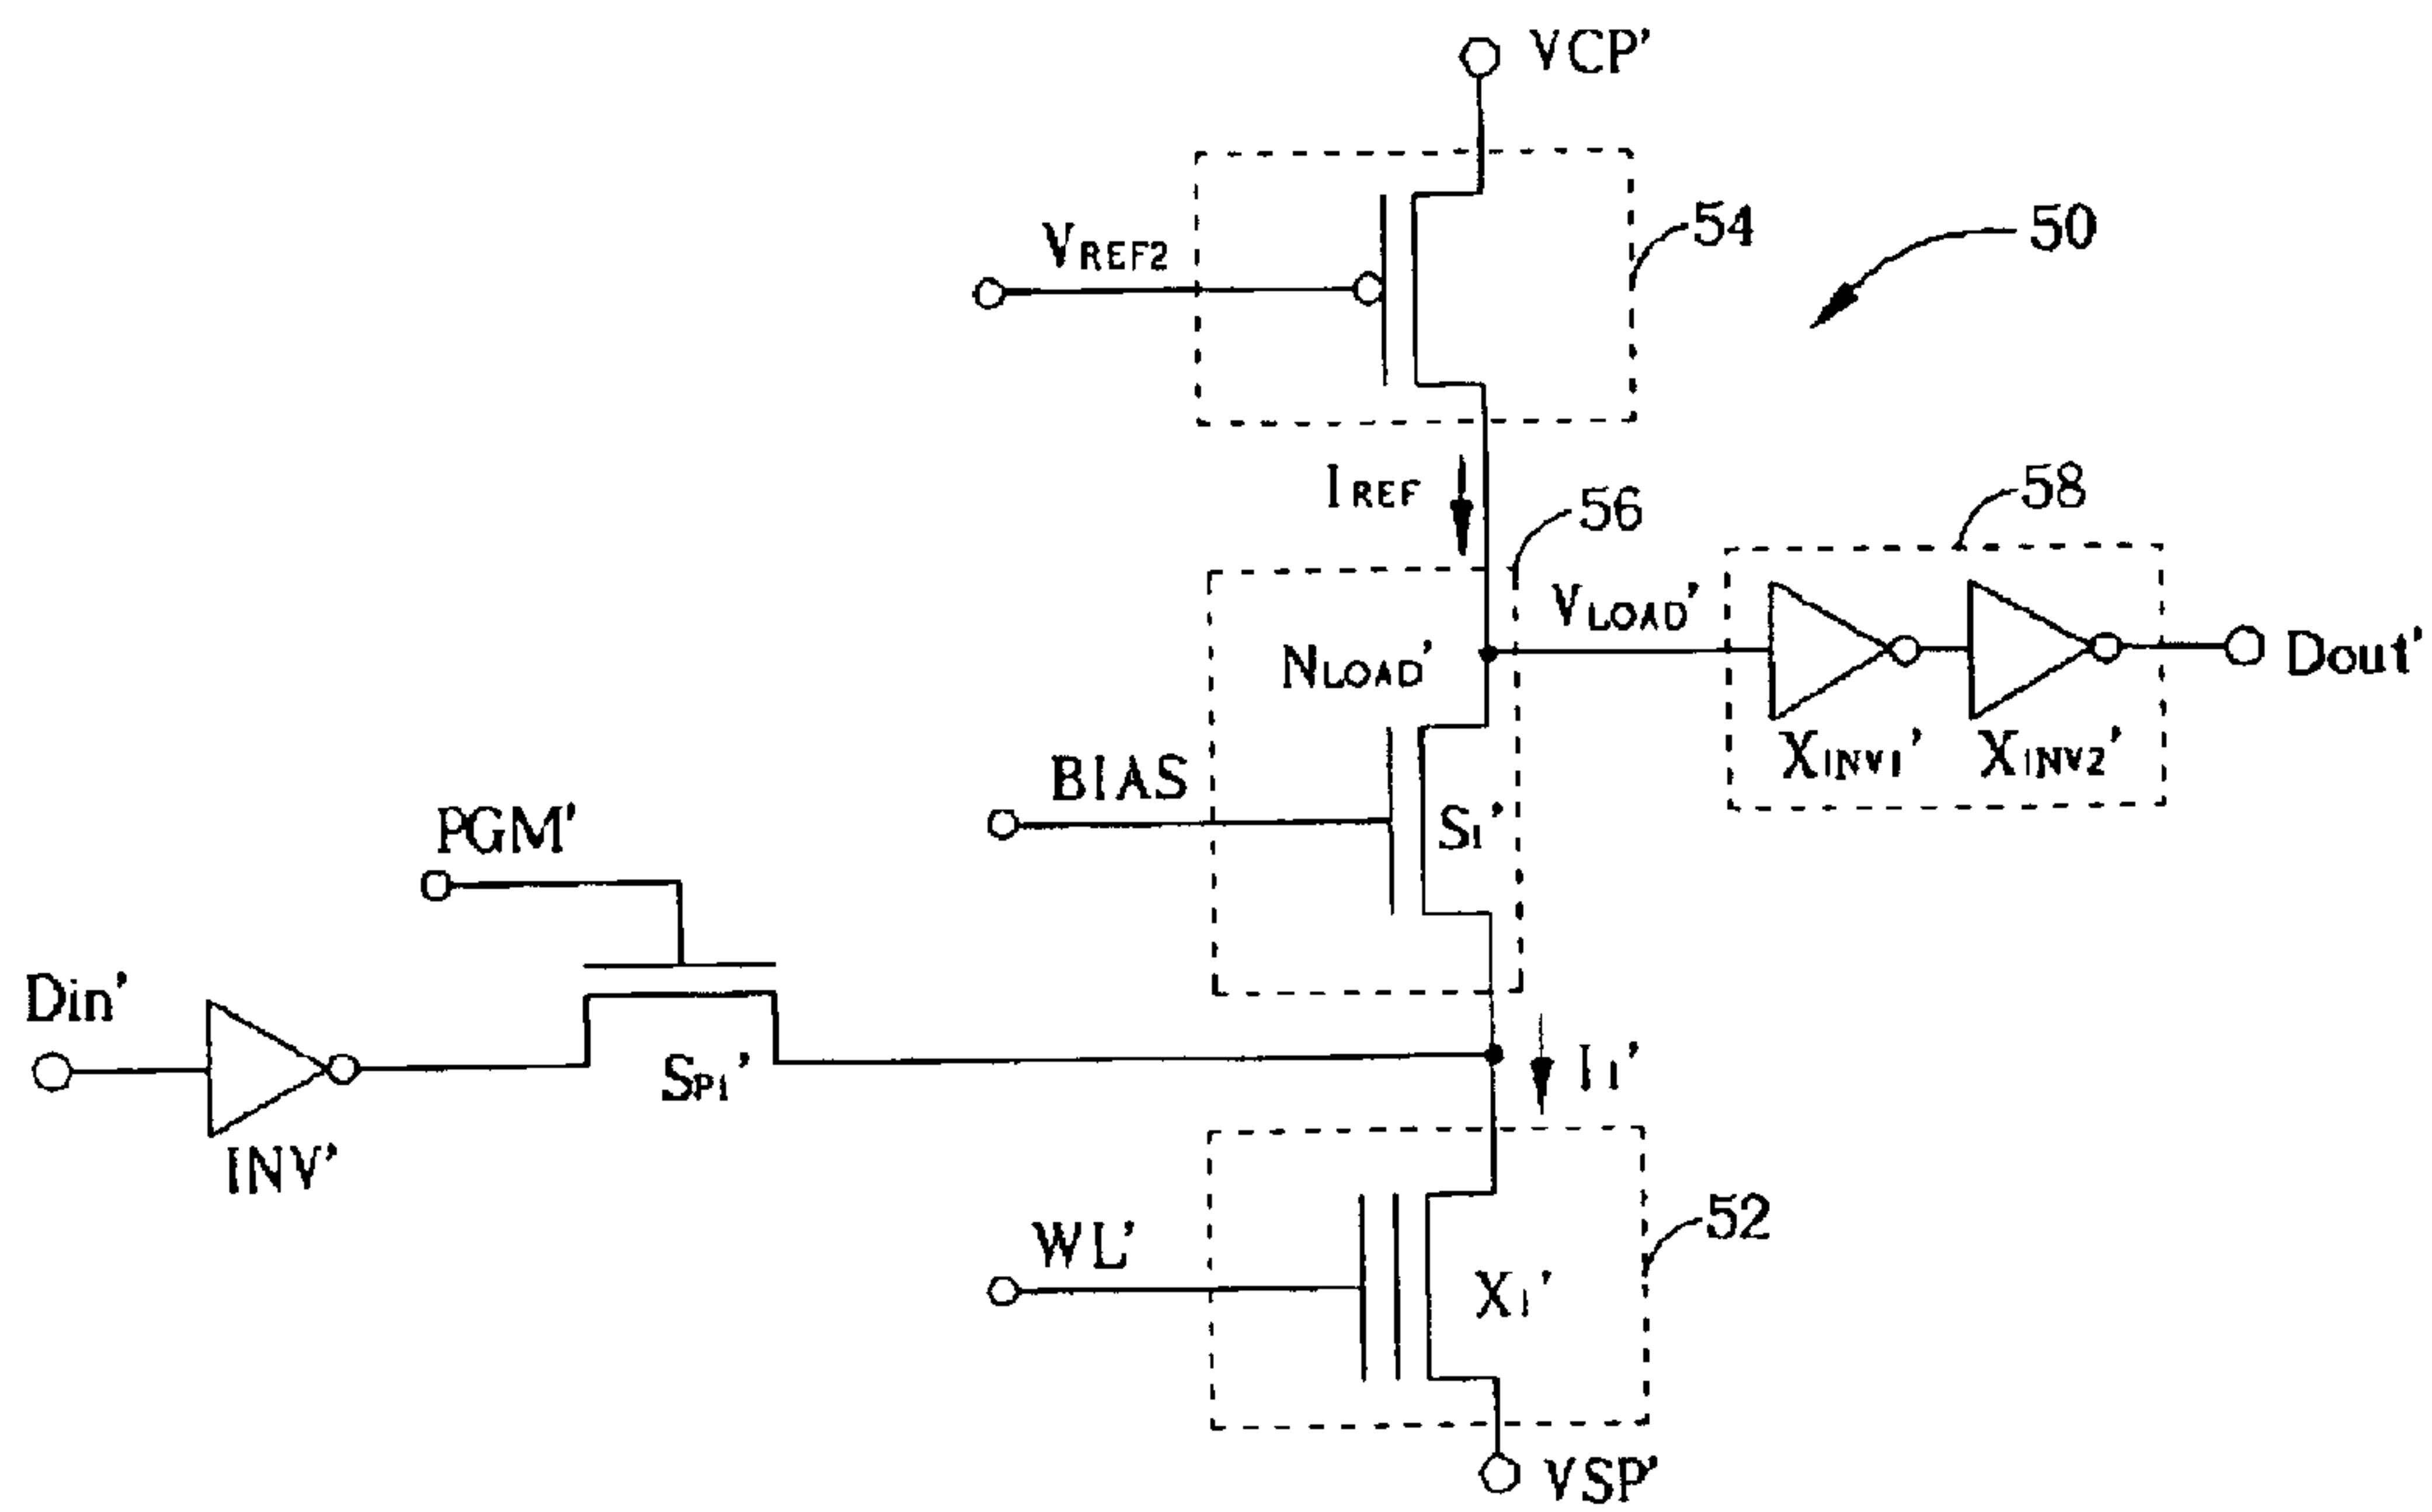 VCP'
54
50
VREF2
IREF
56
58
VLOAD'
NLOAD'
Dout'
XINV1'
XINV2'
BIAS
S1'
PGM'
Din'
SP1'
I1'
INV'
WL'
52
X1'
VSP'